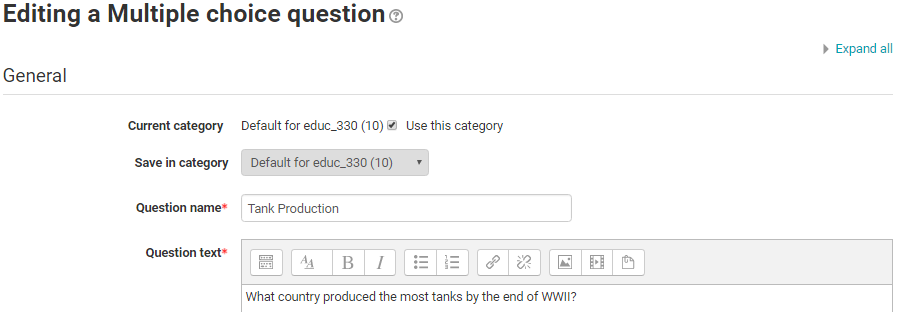 Editing a Multiple choice question
Expand all
General
Current category Default for educ_330 (10) Use this category
Save in category Default for educ_330 (10)
Question name* Tank Production
Question text*
B I
What country produced the most tanks by the end of WWII?